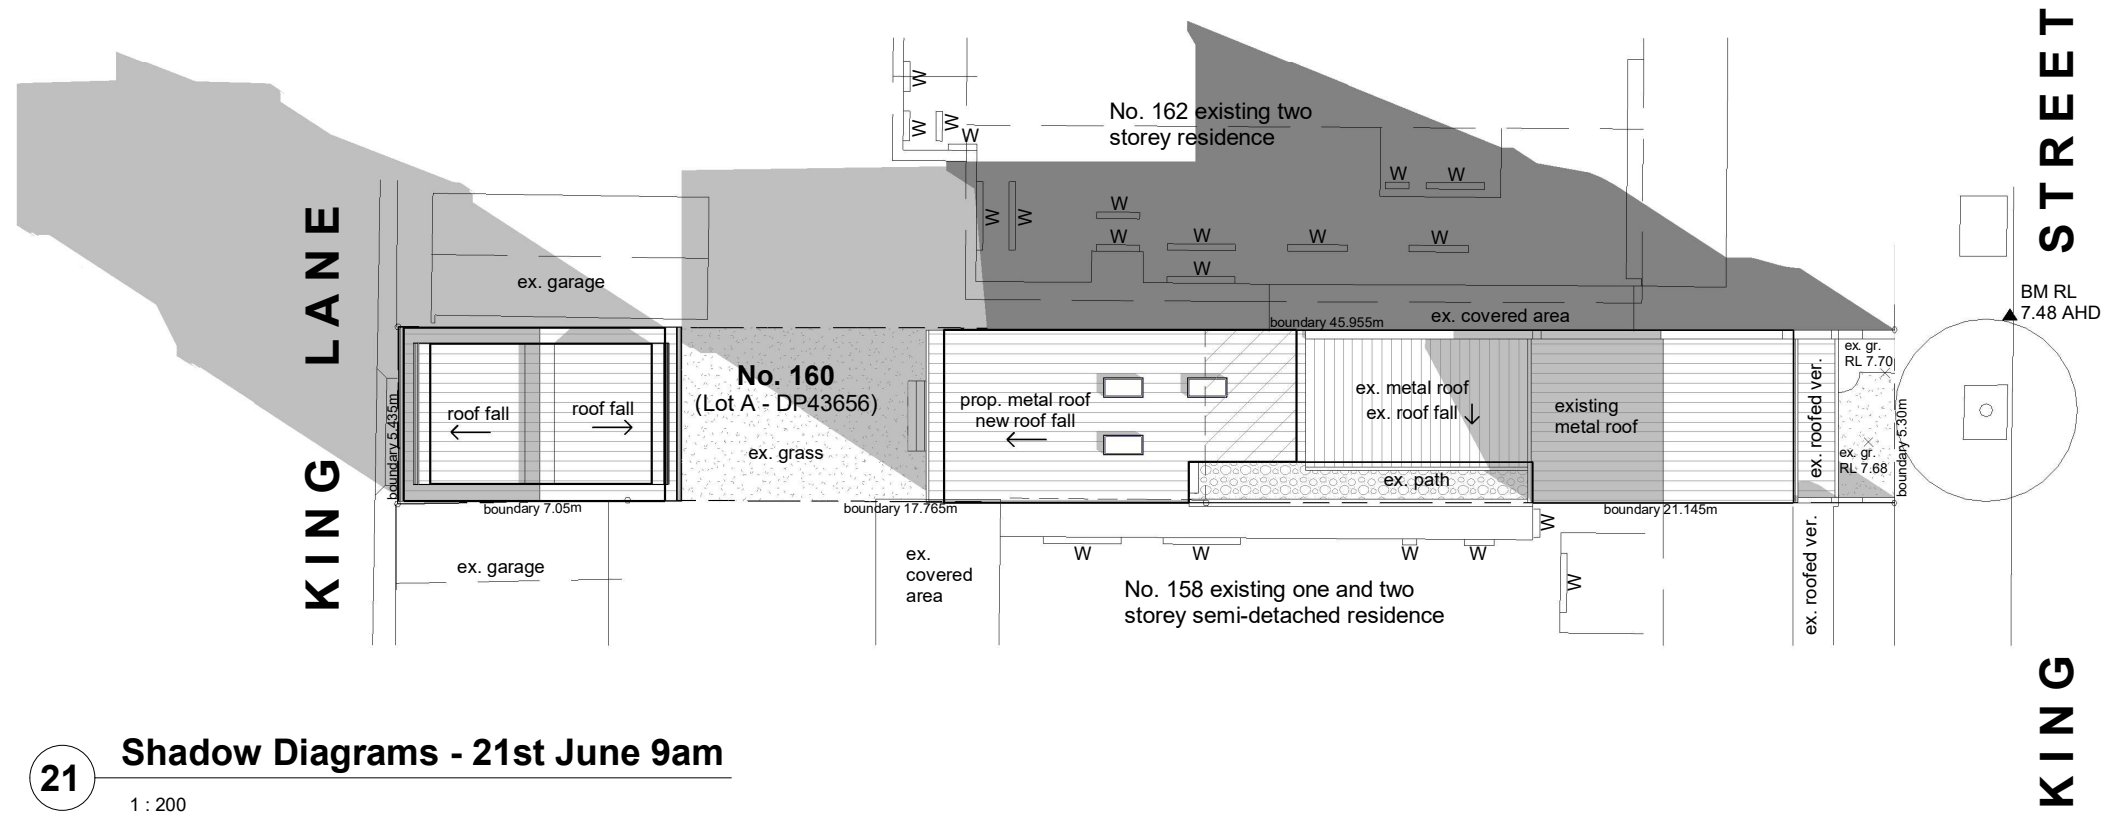 KING STREET
KING LANE
W
W
W
W
No. 162 existing two
storey residence
W
W
W
W
W
W
W
W
W
W
ex. garage
ex. covered area
boundary 45.955m
BM RL
7.48 AHD
ex. gr.
RL 7.70
No. 160
(Lot A - DP43656)
ex. grass
roof fall
roof fall
boundary 5.435m
prop. metal roof
new roof fall
ex. metal roof
ex. roof fall
existing
metal roof
ex. roofed ver.
ex. gr.
RL 7.68
boundary 5.30m
ex. path
boundary 7.05m
boundary 17.765m
boundary 21.145m
ex. garage
ex.
covered
area
W
W
W
W
W
W
No. 158 existing one and two
storey semi-detached residence
ex. roofed ver.
21
Shadow Diagrams - 21st June 9am
1 : 200